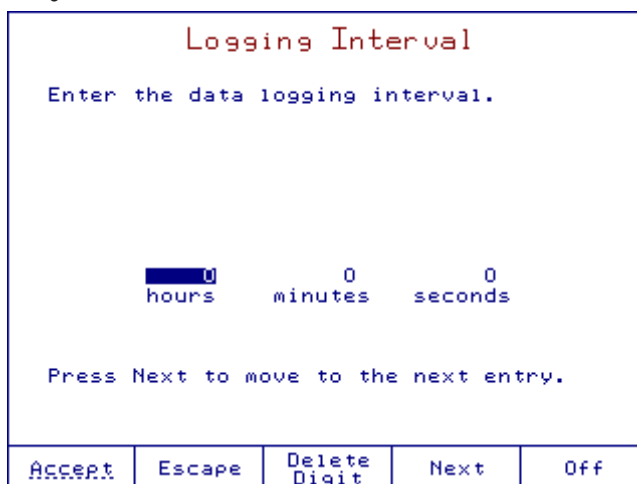 Logging Interval
Enter the data logging interval.
0 0 0
hours minutes seconds
Press Next to move to the next entry.
Accept Escape Delete Digit Next Off